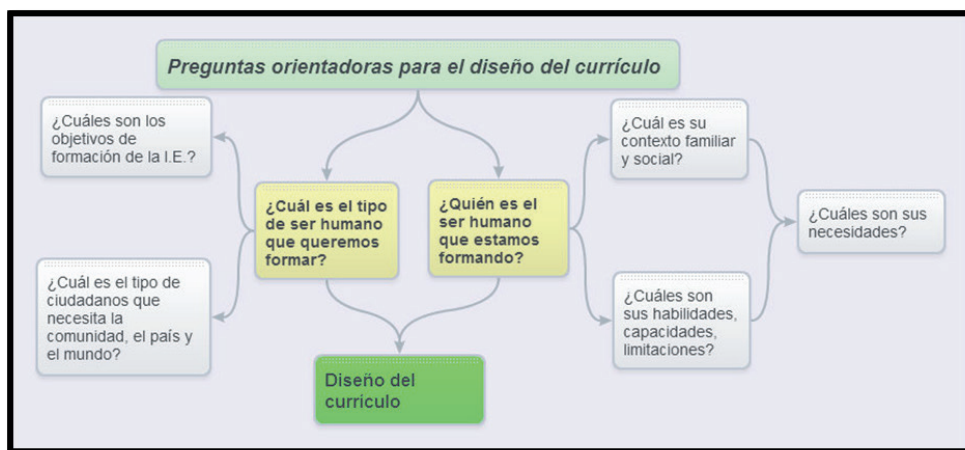 Preguntas orientadoras para el diseño del currículo
¿Cuáles son los
objetivos de
formación de la I.E.?
¿Cuál es el tipo de
ciudadanos que
necesita la
comunidad, el país y
el mundo?
¿Cuál es el tipo
de ser humano
que queremos
formar?
¿Quién es el
ser humano
que estamos
formando?
¿Cuál es su
contexto familiar
y social?
¿Cuáles son
sus habilidades,
capacidades,
limitaciones?
¿Cuáles son sus
necesidades?
Diseño del
currículo